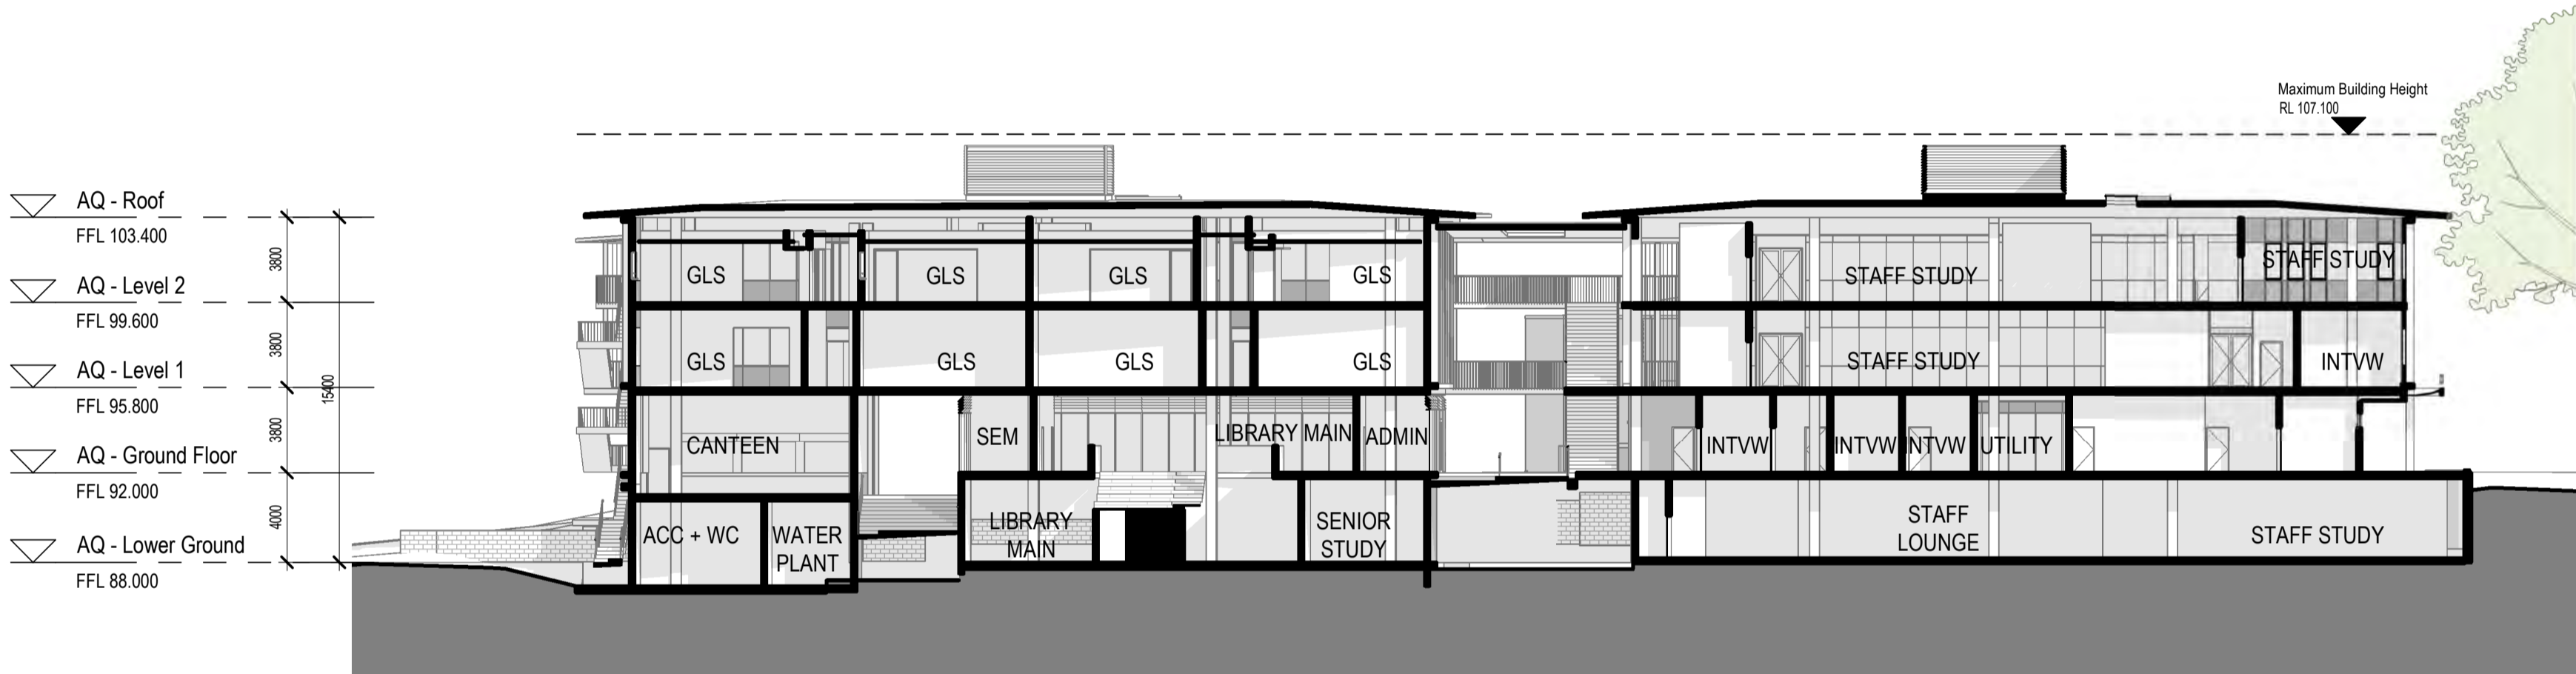 Maximum Building Height
RL 107.100
AQ - Roof
FFL 103.400
3800
AQ - Level 2
FFL 99.600
3800
AQ - Level 1
FFL 95.800
3800
15400
AQ - Ground Floor
FFL 92.000
4000
AQ - Lower Ground
FFL 88.000
GLS
GLS
GLS
GLS
STAFF STUDY
STAFF STUDY
GLS
GLS
GLS
GLS
STAFF STUDY
INTVW
CANTEEN
SEM
LIBRARY MAIN
ADMIN
INTVW
INTVW
INTVW
UTILITY
ACC + WC
WATER
PLANT
LIBRARY
MAIN
SENIOR
STUDY
STAFF
LOUNGE
STAFF STUDY